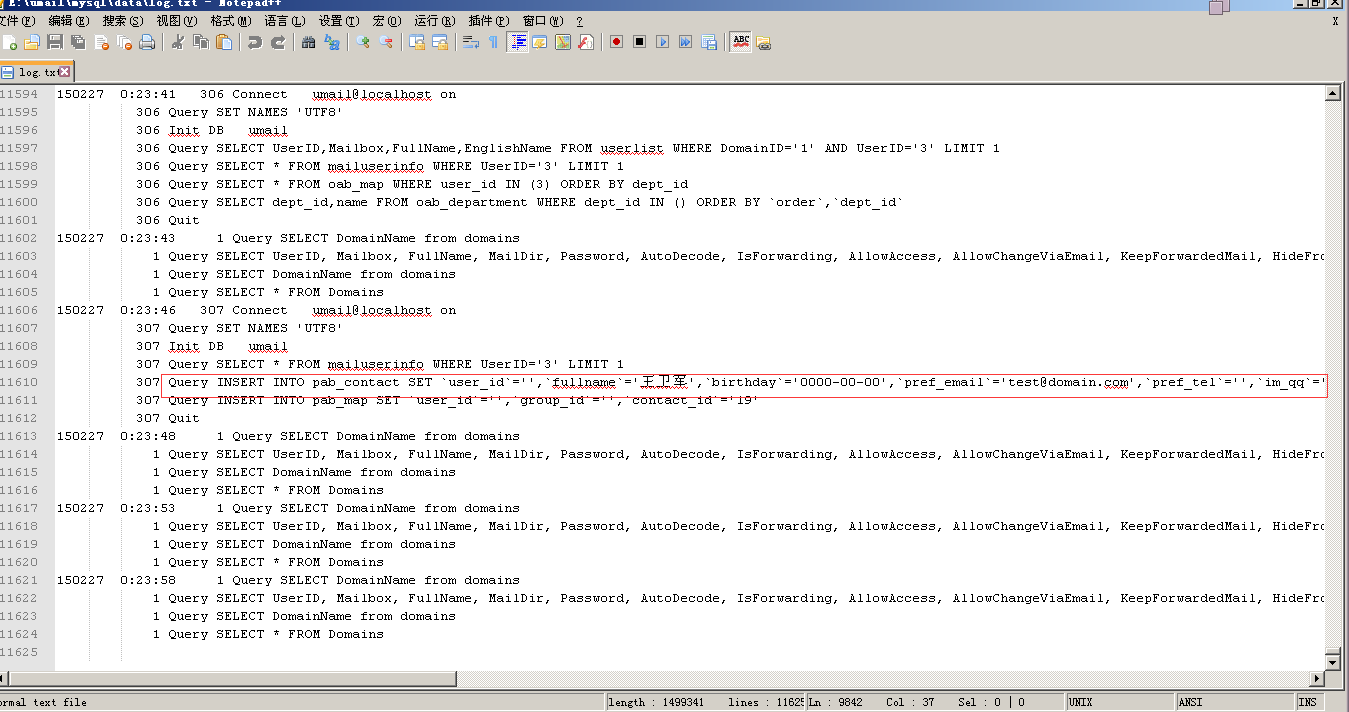 E:\umail\mysql\data\log.txt - Notepad++
文件(F) 编辑(E) 搜索(S) 视图(V) 格式(M) 语言(L) 设置(T) 宏(O) 运行(R) 插件(P) 窗口(W) ? X
ABC
log.txt
11594 150227 0:23:41 306 Connect umail@localhost on
11595 306 Query SET NAMES 'UTF8'
11596 306 Init DB umail
11597 306 Query SELECT UserID,Mailbox,FullName,EnglishName FROM userlist WHERE DomainID='1' AND UserID='3' LIMIT 1
11598 306 Query SELECT * FROM mailuserinfo WHERE UserID='3' LIMIT 1
11599 306 Query SELECT * FROM oab_map WHERE user_id IN (3) ORDER BY dept_id
11600 306 Query SELECT dept_id,name FROM oab_department WHERE dept_id IN () ORDER BY `order`,`dept_id`
11601 306 Quit
11602 150227 0:23:43 1 Query SELECT DomainName from domains
11603 1 Query SELECT UserID, Mailbox, FullName, MailDir, Password, AutoDecode, IsForwarding, AllowAccess, AllowChangeViaEmail, KeepForwardedMail, HideFro
11604 1 Query SELECT DomainName from domains
11605 1 Query SELECT * FROM Domains
11606 150227 0:23:46 307 Connect umail@localhost on
11607 307 Query SET NAMES 'UTF8'
11608 307 Init DB umail
11609 307 Query SELECT * FROM mailuserinfo WHERE UserID='3' LIMIT 1
11610 307 Query INSERT INTO pab_contact SET `user_id`='',`fullname`='王卫军',`birthday`='0000-00-00',`pref_email`='test@domain.com',`pref_tel`='',`im_qq`='
11611 307 Query INSERT INTO pab_map SET `user_id`='',`group_id`='',`contact_id`='19'
11612 307 Quit
11613 150227 0:23:48 1 Query SELECT DomainName from domains
11614 1 Query SELECT UserID, Mailbox, FullName, MailDir, Password, AutoDecode, IsForwarding, AllowAccess, AllowChangeViaEmail, KeepForwardedMail, HideFro
11615 1 Query SELECT DomainName from domains
11616 1 Query SELECT * FROM Domains
11617 150227 0:23:53 1 Query SELECT DomainName from domains
11618 1 Query SELECT UserID, Mailbox, FullName, MailDir, Password, AutoDecode, IsForwarding, AllowAccess, AllowChangeViaEmail, KeepForwardedMail, HideFro
11619 1 Query SELECT DomainName from domains
11620 1 Query SELECT * FROM Domains
11621 150227 0:23:58 1 Query SELECT DomainName from domains
11622 1 Query SELECT UserID, Mailbox, FullName, MailDir, Password, AutoDecode, IsForwarding, AllowAccess, AllowChangeViaEmail, KeepForwardedMail, HideFro
11623 1 Query SELECT DomainName from domains
11624 1 Query SELECT * FROM Domains
11625
ormal text file length : 1499341 lines : 11625 Ln : 9842 Col : 37 Sel : 0 | 0 UNIX ANSI INS